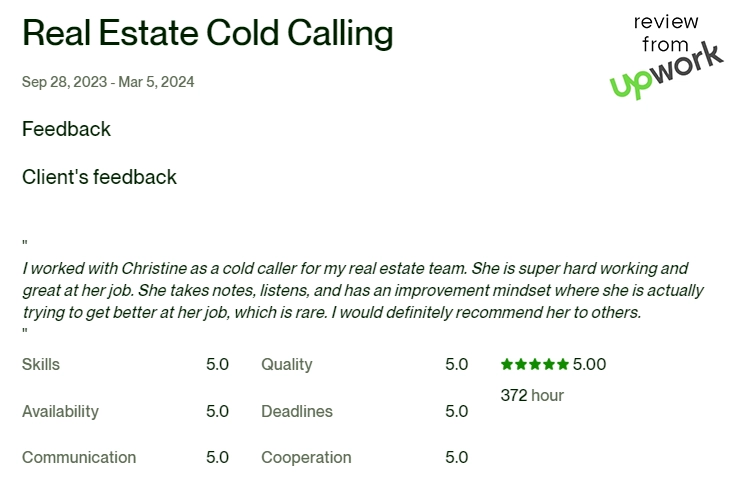 Real Estate Cold Calling
review
from
upwork
Sep 28, 2023 - Mar 5, 2024
Feedback
Client's feedback
"
I worked with Christine as a cold caller for my real estate team. She is super hard working and
great at her job. She takes notes, listens, and has an improvement mindset where she is actually
trying to get better at her job, which is rare. I would definitely recommend her to others.
"
Skills 5.0 Quality 5.0 5.00
372 hour
Availability 5.0 Deadlines 5.0
Communication 5.0 Cooperation 5.0